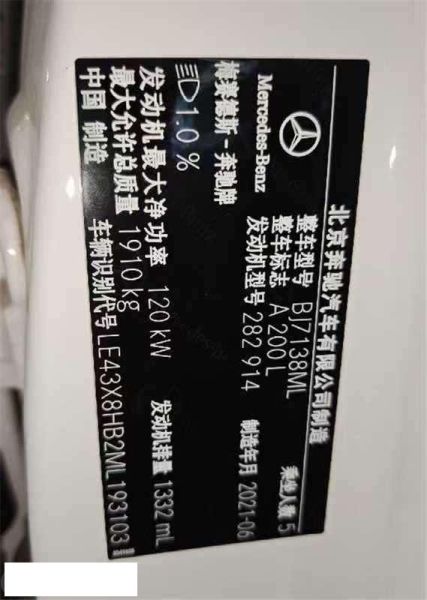 北京奔驰汽车有限公司制造
Mercedes-Benz
梅赛德斯-奔驰牌
整车型号 BJ7138ML 乘坐人数 5
整车标志 A 200 L
发动机型号 282 914 制造年月 2021-06
1.0 %
发动机最大净功率 120 kW 发动机排量 1332 mL
最大允许总质量 1910 kg
中国 制造 车辆识别代号 LE43X8HB2ML193103